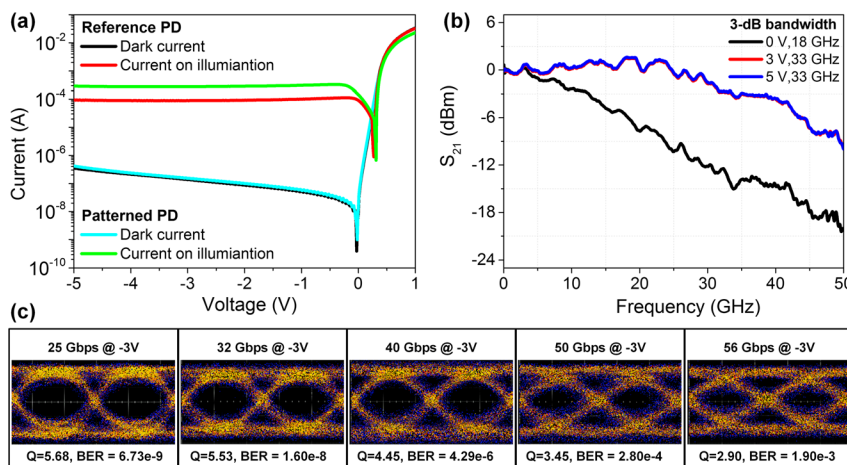 (a)
Reference PD
Dark current
Current on illumiantion
Patterned PD
Dark current
Current on illumiantion
Current (A)
10^-2
10^-4
10^-6
10^-8
10^-10
-5
-4
-3
-2
-1
0
1
Voltage (V)
(b)
3-dB bandwidth
0 V,18 GHz
3 V,33 GHz
5 V,33 GHz
S21 (dBm)
6
0
-6
-12
-18
-24
0
10
20
30
40
50
Frequency (GHz)
(c)
25 Gbps @ -3V
32 Gbps @ -3V
40 Gbps @ -3V
50 Gbps @ -3V
56 Gbps @ -3V
Q=5.68, BER = 6.73e-9
Q=5.53, BER = 1.60e-8
Q=4.45, BER = 4.29e-6
Q=3.45, BER = 2.80e-4
Q=2.90, BER = 1.90e-3